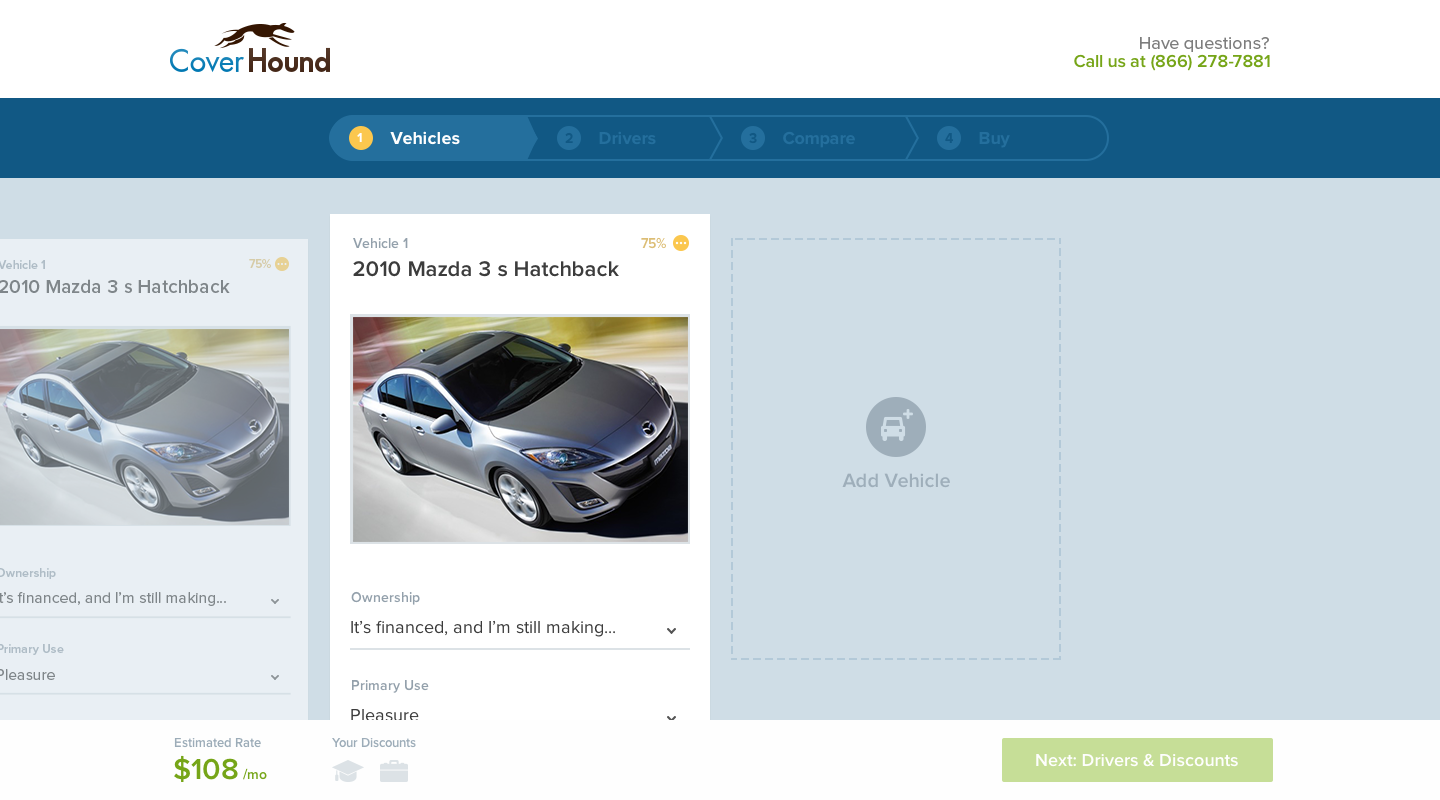 Cover Hound
Have questions?
Call us at (866) 278-7881
1 Vehicles
2 Drivers
3 Compare
4 Buy
Vehicle 1
75%
2010 Mazda 3 s Hatchback
Ownership
It's financed, and I'm still making...
Primary Use
Pleasure
Vehicle 1
75%
2010 Mazda 3 s Hatchback
mazda
Ownership
It's financed, and I'm still making...
Primary Use
Pleasure
Add Vehicle
Estimated Rate
$108 /mo
Your Discounts
Next: Drivers & Discounts